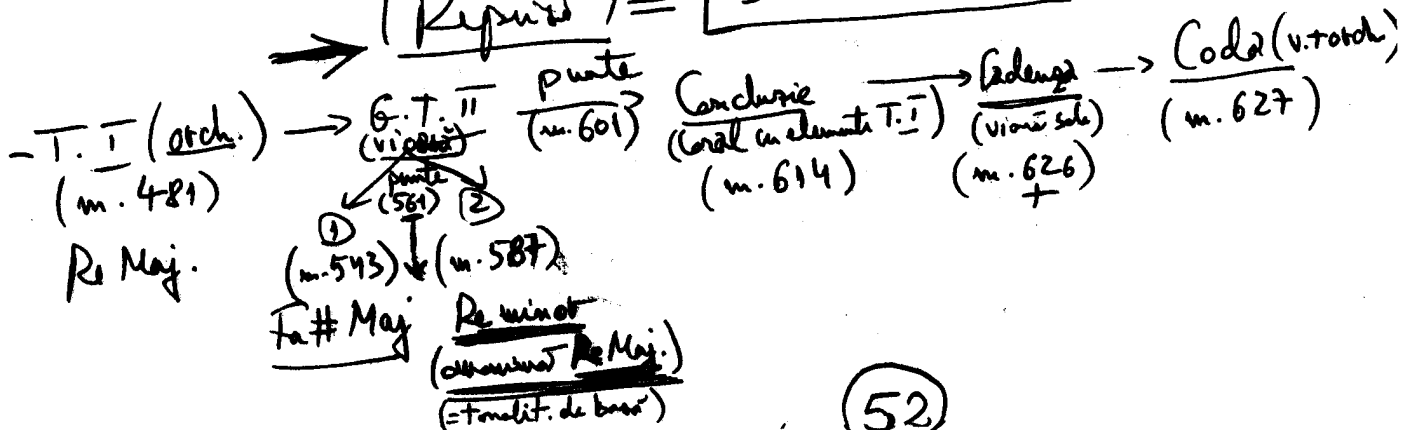 (Repriză) =
- T. I (orch.) → G. T. II punte Concluzie → Cadenza → Coda (v.+orch.)
(vioară) (m. 601) (Coral cu elemente T. I) (vioară solo) (m. 627)
(m. 481) punte (m. 614) (m. 626)
(561) +
① ②
Re Maj. (m. 543) (m. 587)
Fa # Maj Re minor
( Re Maj.)
(=tonalit. de bază)
52